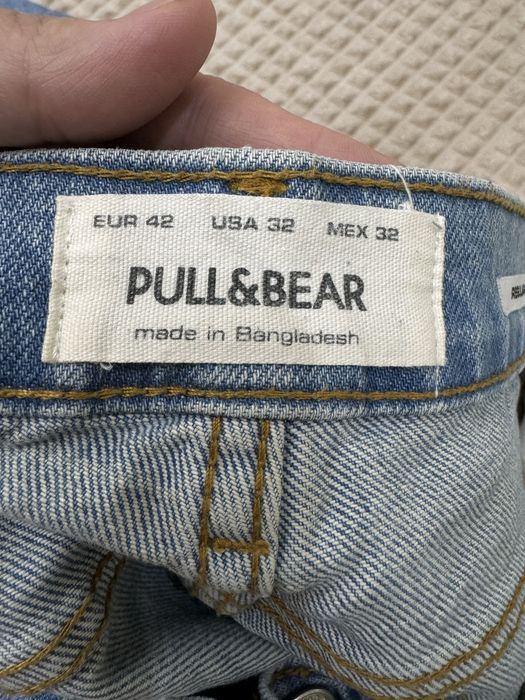 EUR 42 USA 32 MEX 32
PULL&BEAR
made in Bangladesh